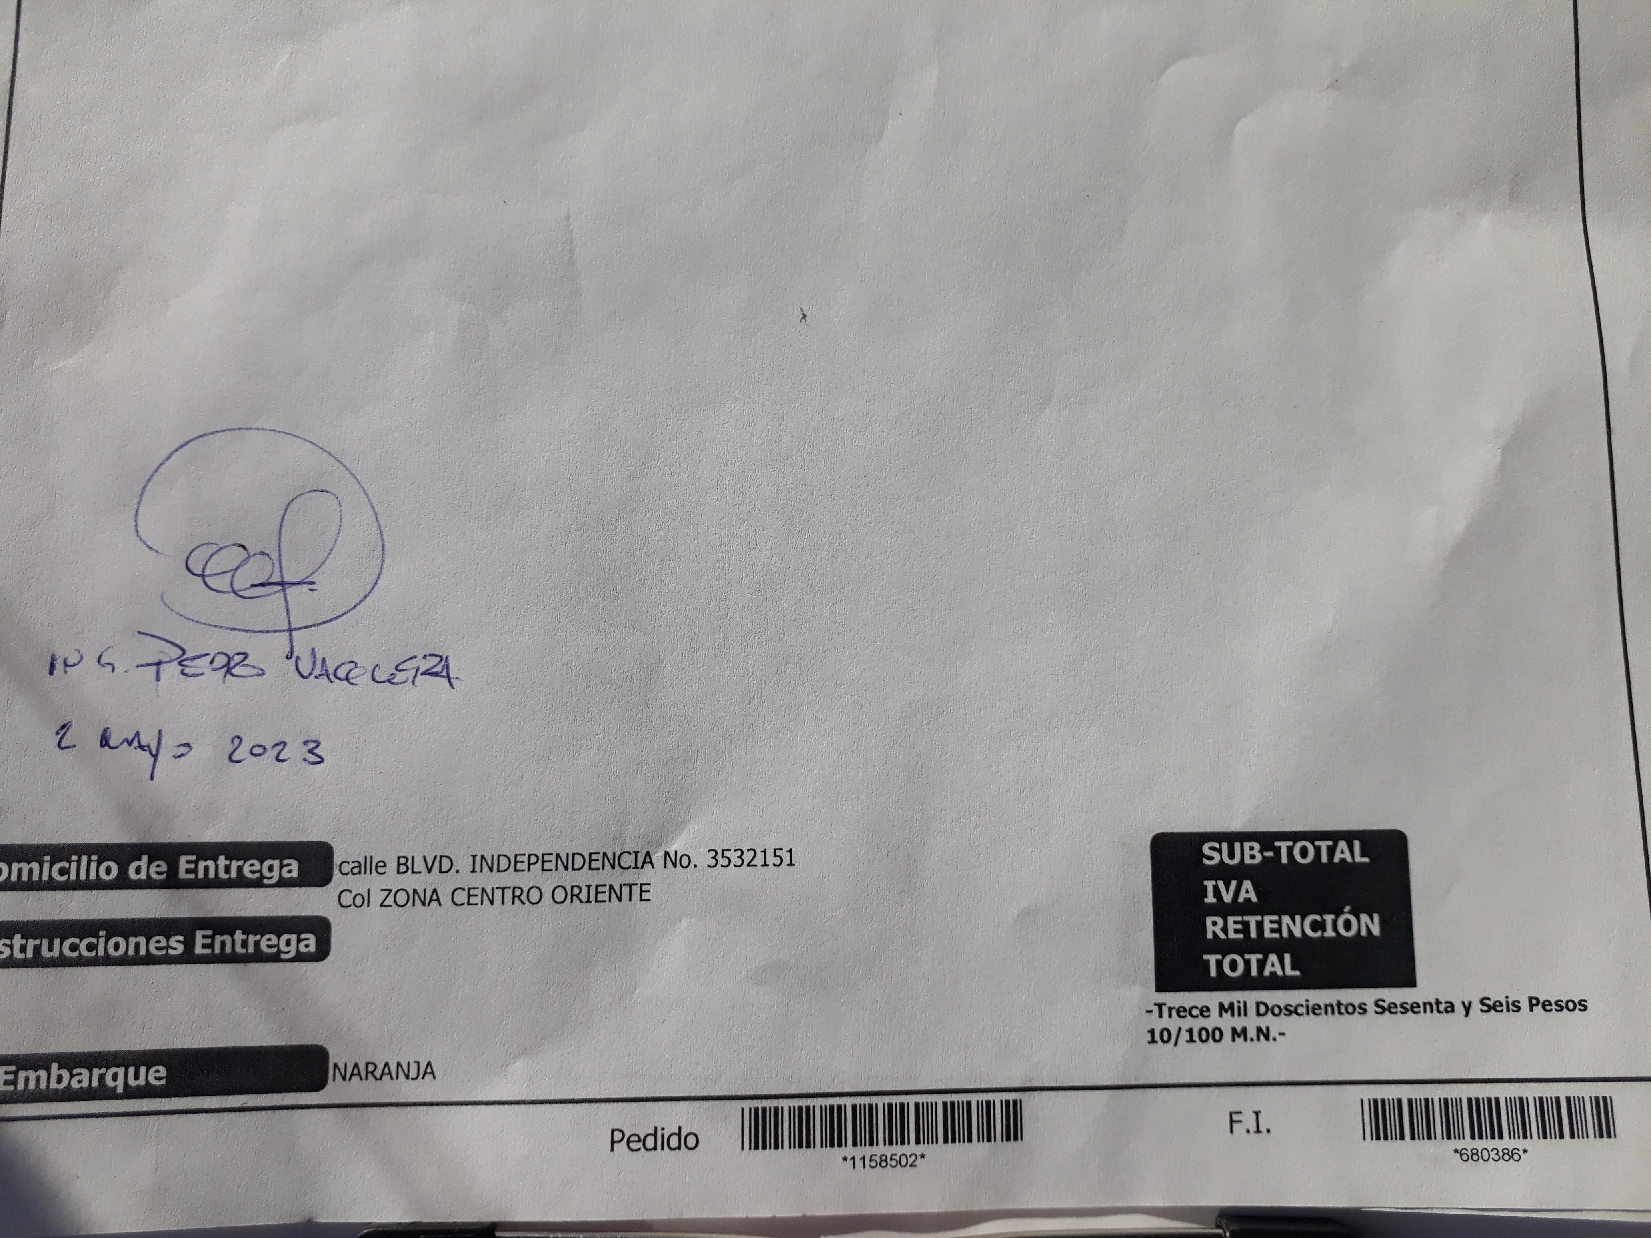 ING. PEDRO
2 mayo 2023
omicilio de Entrega calle BLVD. INDEPENDENCIA No. 3532151
Col ZONA CENTRO ORIENTE
strucciones Entrega
SUB-TOTAL
IVA
RETENCIÓN
TOTAL
-Trece Mil Doscientos Sesenta y Seis Pesos
10/100 M.N.-
Embarque NARANJA
Pedido
*1158502*
F.I.
*680386*